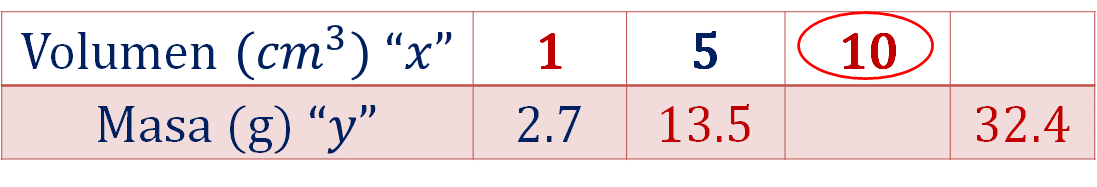 Volumen (cm³) “x” 1 5 10
Masa (g) “y” 2.7 13.5 32.4